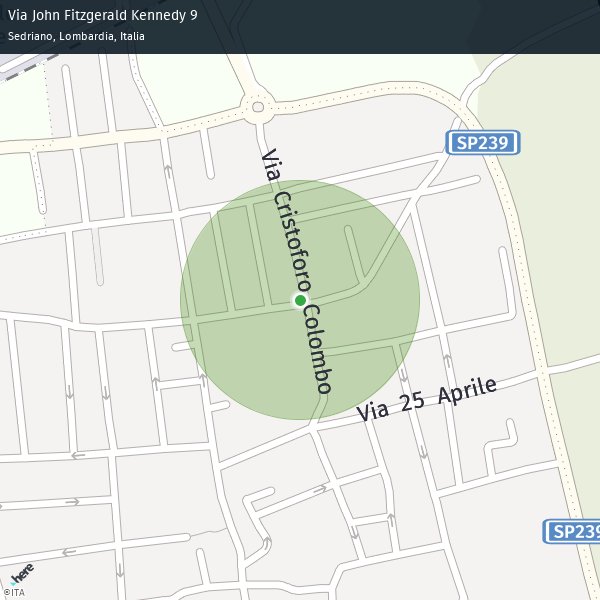 Via John Fitzgerald Kennedy 9
Sedriano, Lombardia, Italia
SP239
Via Cristoforo Colombo
Via 25 Aprile
SP239
here
©ITA